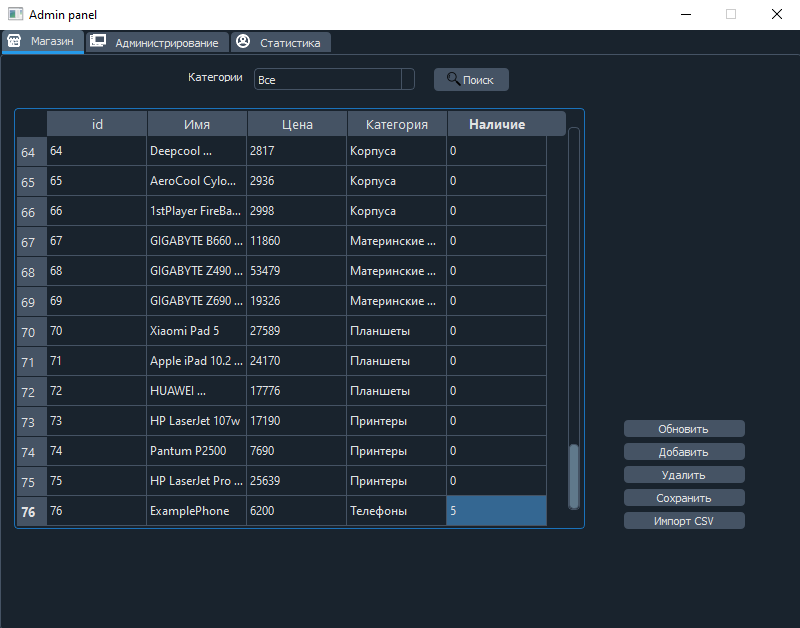 Admin panel
Магазин Администрирование Статистика
Категории Все Поиск
id Имя Цена Категория Наличие
64 64 Deepcool ... 2817 Корпуса 0
65 65 AeroCool Cylo... 2936 Корпуса 0
66 66 1stPlayer FireBa... 2998 Корпуса 0
67 67 GIGABYTE B660 ... 11860 Материнские ... 0
68 68 GIGABYTE Z490 ... 53479 Материнские ... 0
69 69 GIGABYTE Z690 ... 19326 Материнские ... 0
70 70 Xiaomi Pad 5 27589 Планшеты 0
71 71 Apple iPad 10.2 ... 24170 Планшеты 0
72 72 HUAWEI ... 17776 Планшеты 0
73 73 HP LaserJet 107w 17190 Принтеры 0
74 74 Pantum P2500 7690 Принтеры 0
75 75 HP LaserJet Pro ... 25639 Принтеры 0
76 76 ExamplePhone 6200 Телефоны 5
Обновить
Добавить
Удалить
Сохранить
Импорт CSV